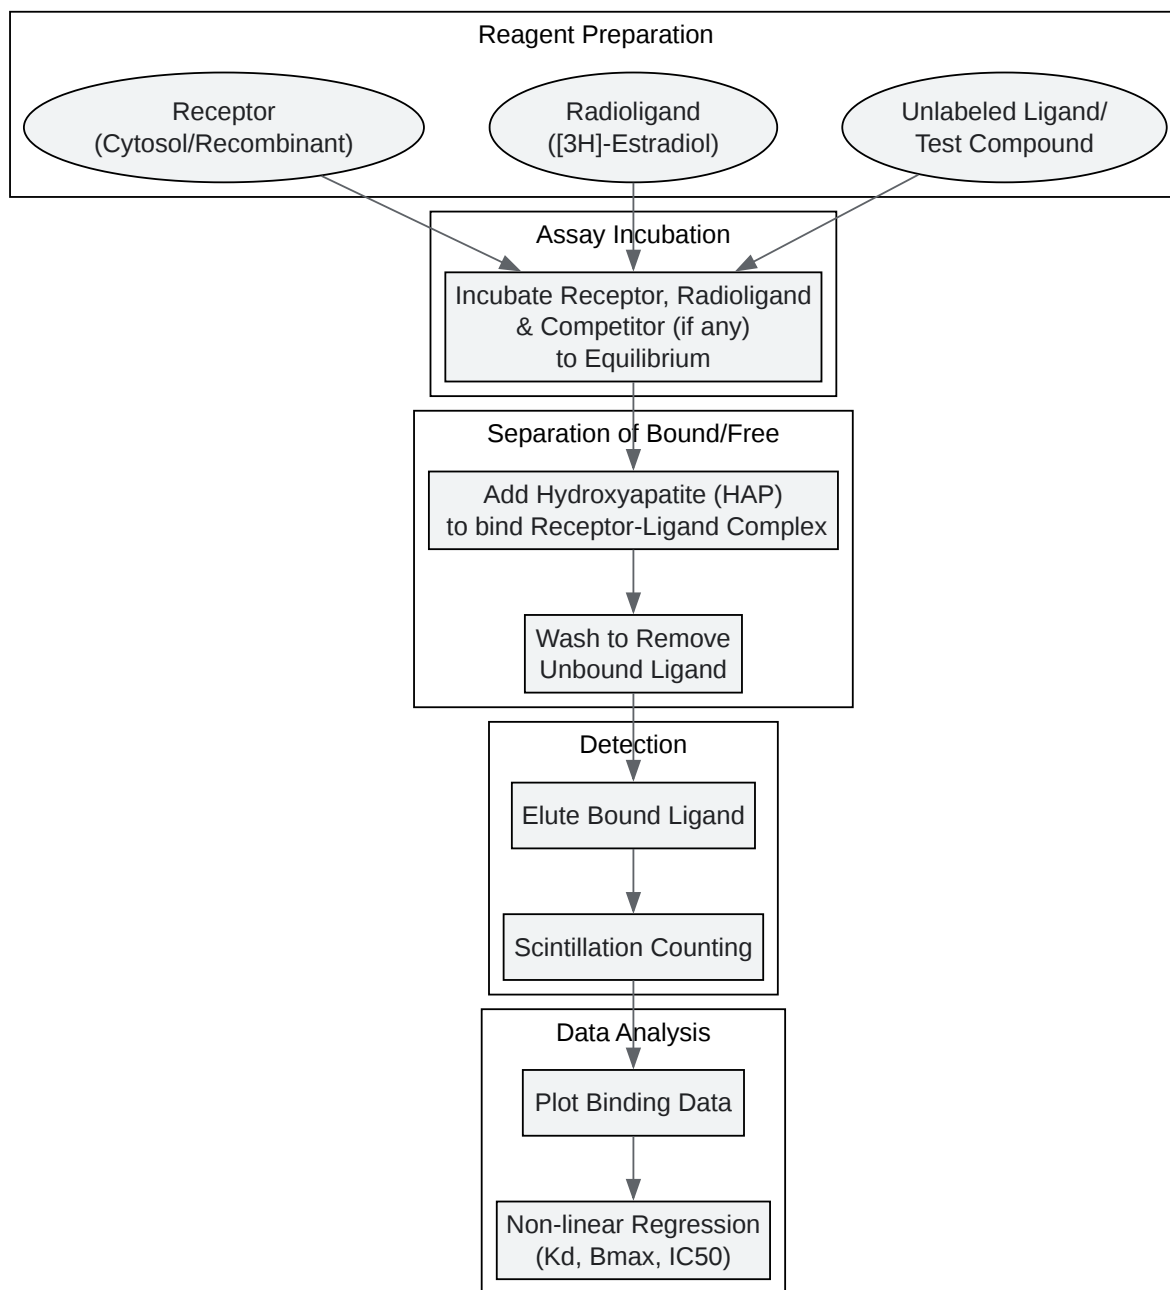 Reagent Preparation
Receptor
(Cytosol/Recombinant)
Radioligand
([3H]-Estradiol)
Unlabeled Ligand/
Test Compound
Assay Incubation
Incubate Receptor, Radioligand
& Competitor (if any)
to Equilibrium
Separation of Bound/Free
Add Hydroxyapatite (HAP)
to bind Receptor-Ligand Complex
Wash to Remove
Unbound Ligand
Detection
Elute Bound Ligand
Scintillation Counting
Data Analysis
Plot Binding Data
Non-linear Regression
(Kd, Bmax, IC50)